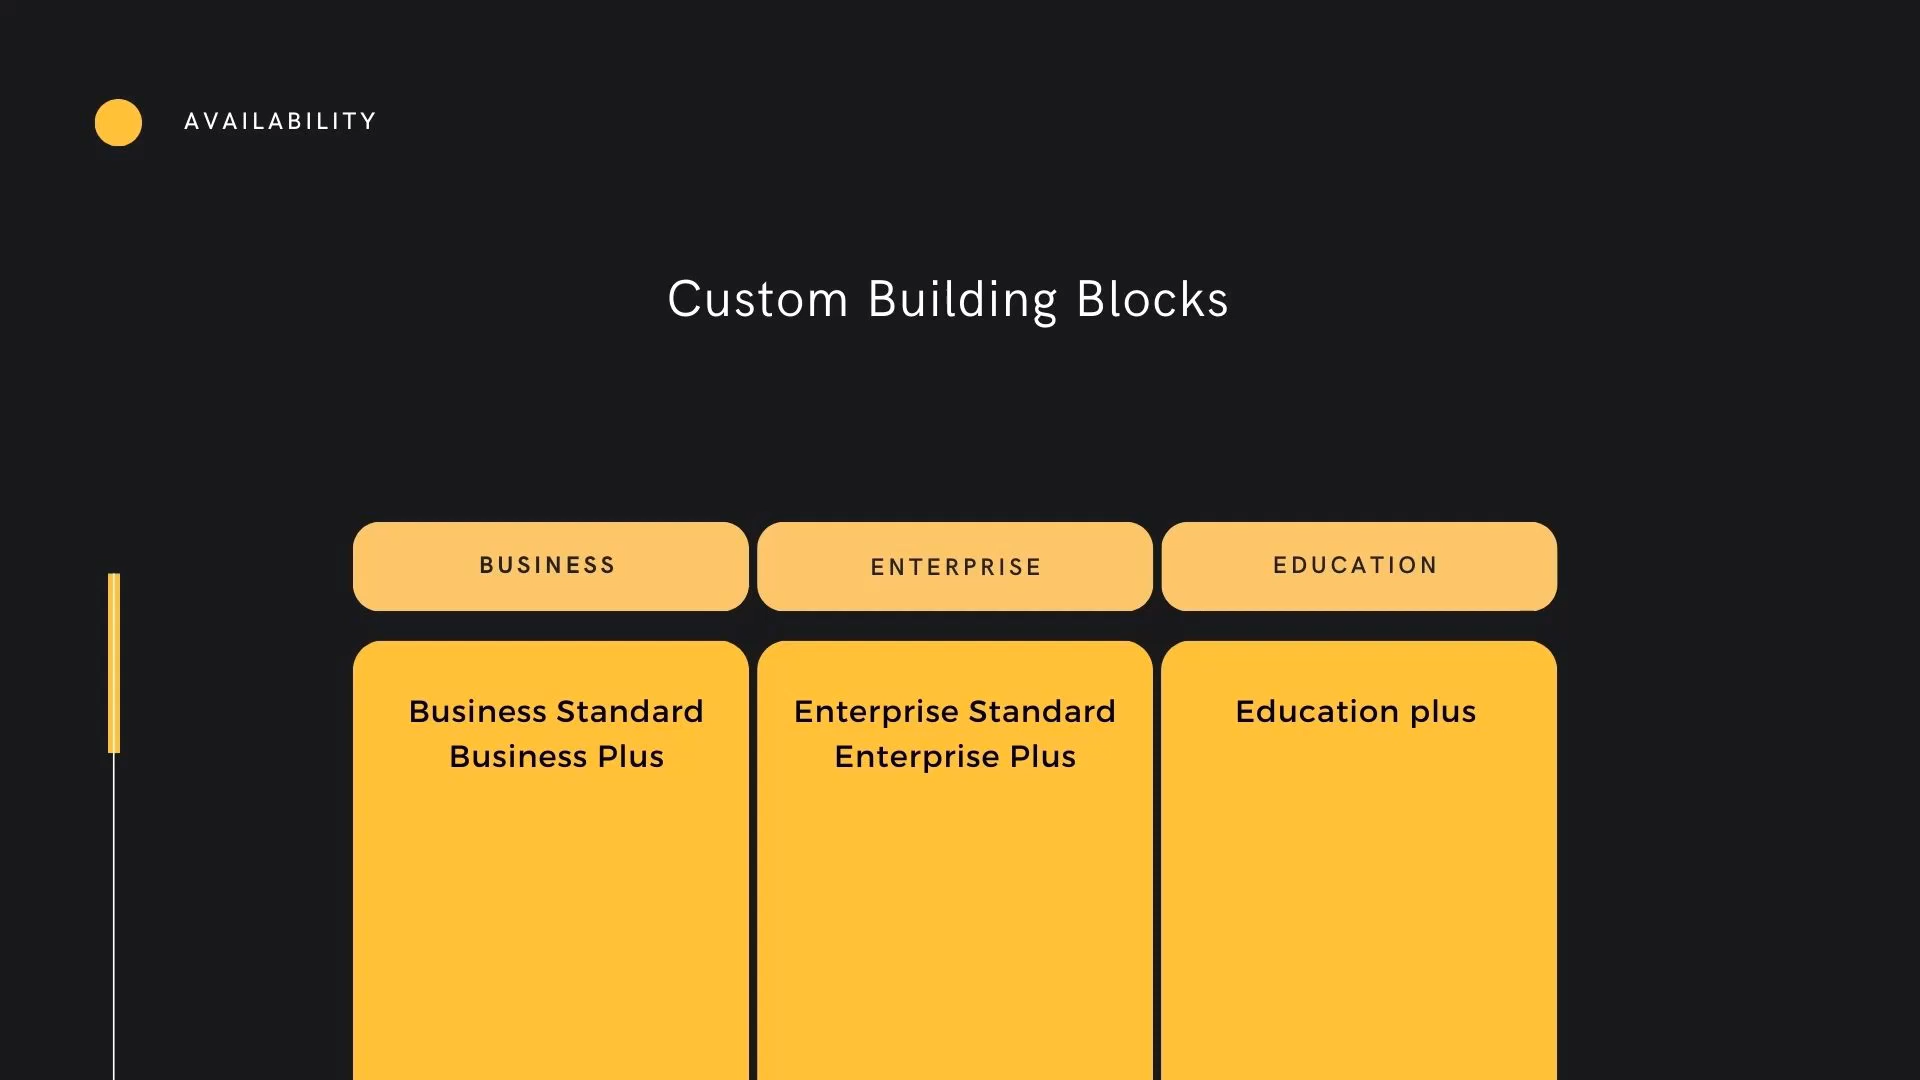 AVAILABILITY
Custom Building Blocks
BUSINESS
ENTERPRISE
EDUCATION
Business Standard
Business Plus
Enterprise Standard
Enterprise Plus
Education plus